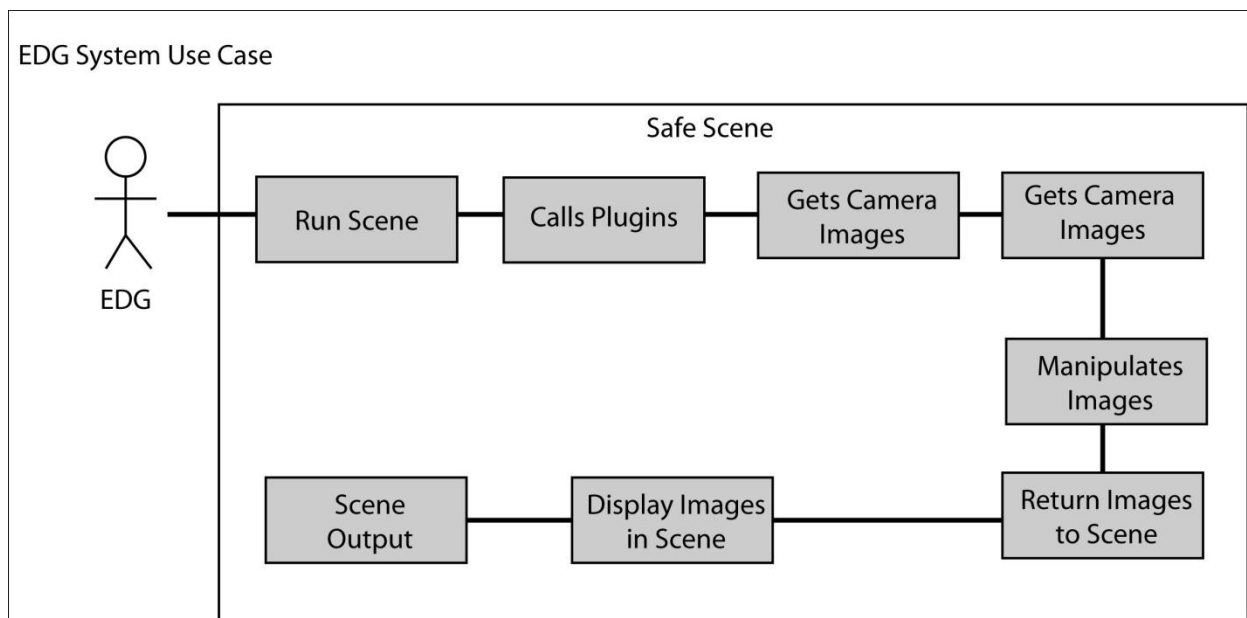 EDG System Use Case
Safe Scene
Run Scene
Calls Plugins
Gets Camera
Images
Gets Camera
Images
EDG
Manipulates
Images
Scene
Output
Display Images
in Scene
Return Images
to Scene